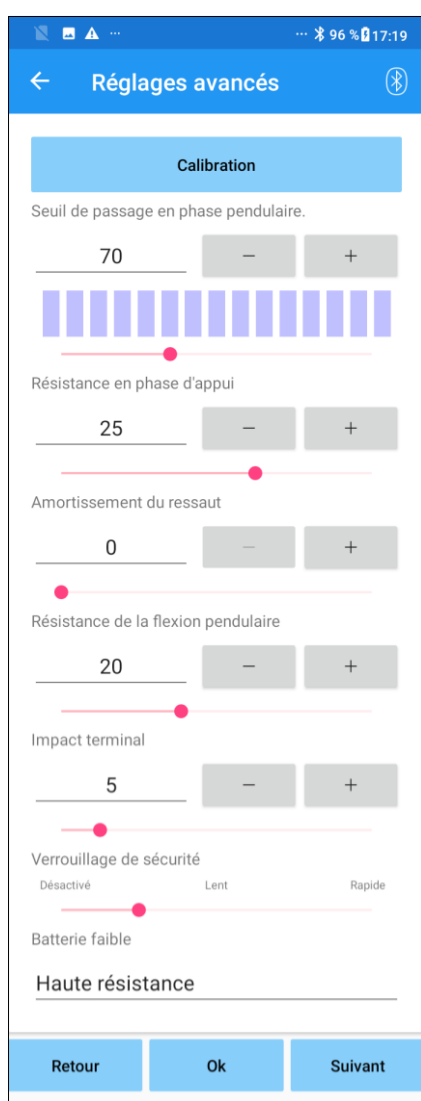 ··· 96 % 17:19
Réglages avancés
Calibration
Seuil de passage en phase pendulaire.
70 − +
Résistance en phase d'appui
25 − +
Amortissement du ressaut
0 − +
Résistance de la flexion pendulaire
20 − +
Impact terminal
5 − +
Verrouillage de sécurité
Désactivé Lent Rapide
Batterie faible
Haute résistance
Retour Ok Suivant